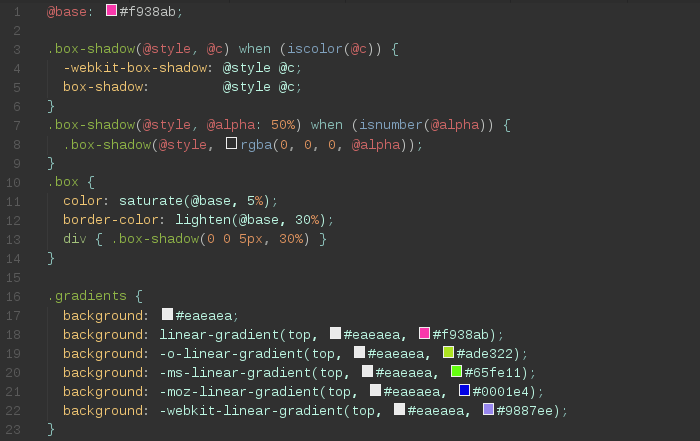 1 @base: #f938ab;
2
3 .box-shadow(@style, @c) when (iscolor(@c)) {
4   -webkit-box-shadow: @style @c;
5   box-shadow:         @style @c;
6 }
7 .box-shadow(@style, @alpha: 50%) when (isnumber(@alpha)) {
8   .box-shadow(@style, rgba(0, 0, 0, @alpha));
9 }
10 .box {
11   color: saturate(@base, 5%);
12   border-color: lighten(@base, 30%);
13   div { .box-shadow(0 0 5px, 30%) }
14 }
15
16 .gradients {
17   background: #eaeaea;
18   background: linear-gradient(top, #eaeaea, #f938ab);
19   background: -o-linear-gradient(top, #eaeaea, #ade322);
20   background: -ms-linear-gradient(top, #eaeaea, #65fe11);
21   background: -moz-linear-gradient(top, #eaeaea, #0001e4);
22   background: -webkit-linear-gradient(top, #eaeaea, #9887ee);
23 }